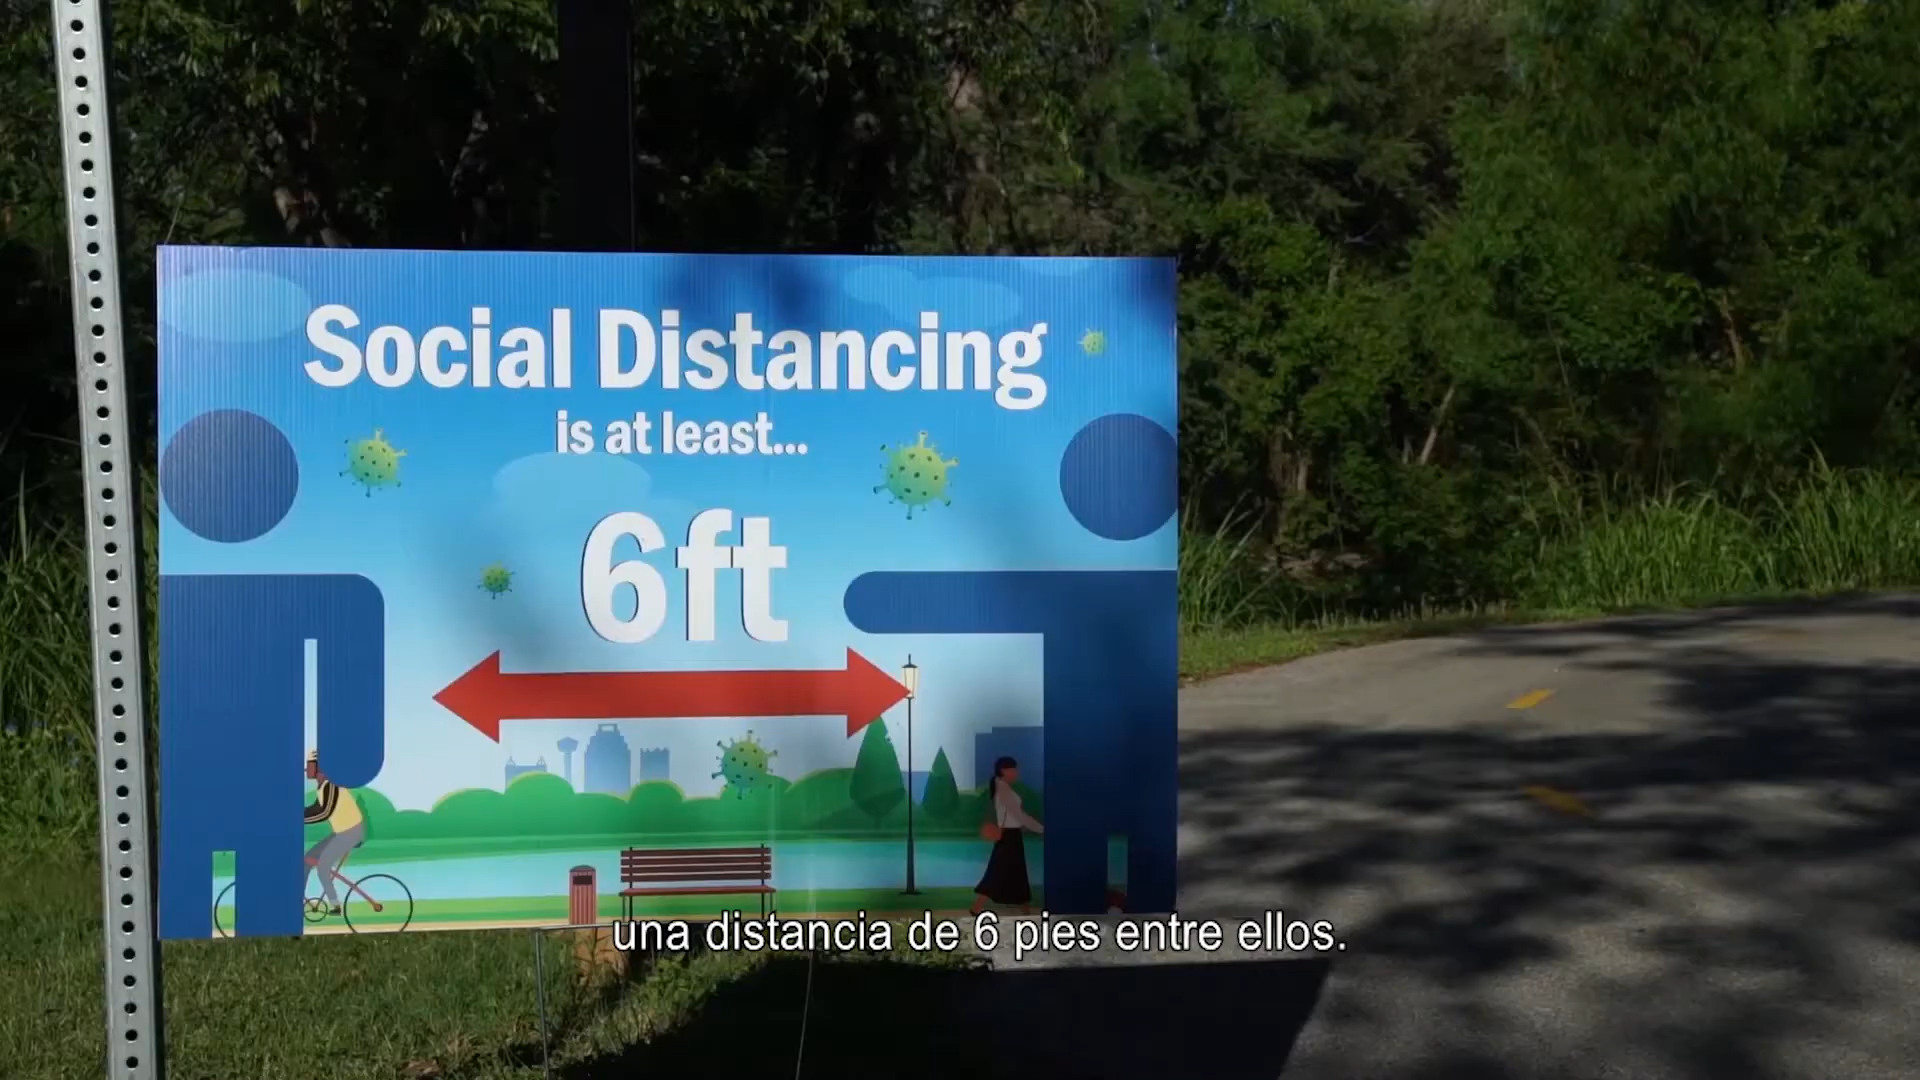 Social Distancing
is at least...
6ft
una distancia de 6 pies entre ellos.